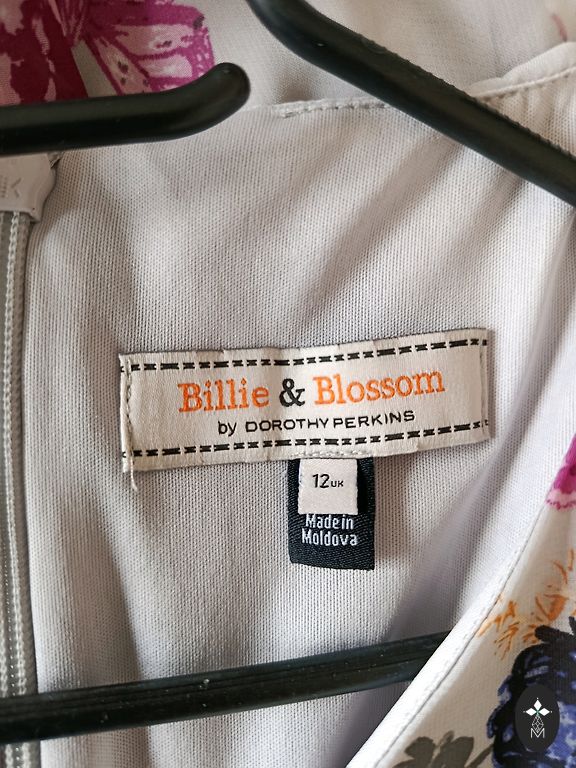 Billie & Blossom
by DOROTHY PERKINS
12UK
Made in
Moldova